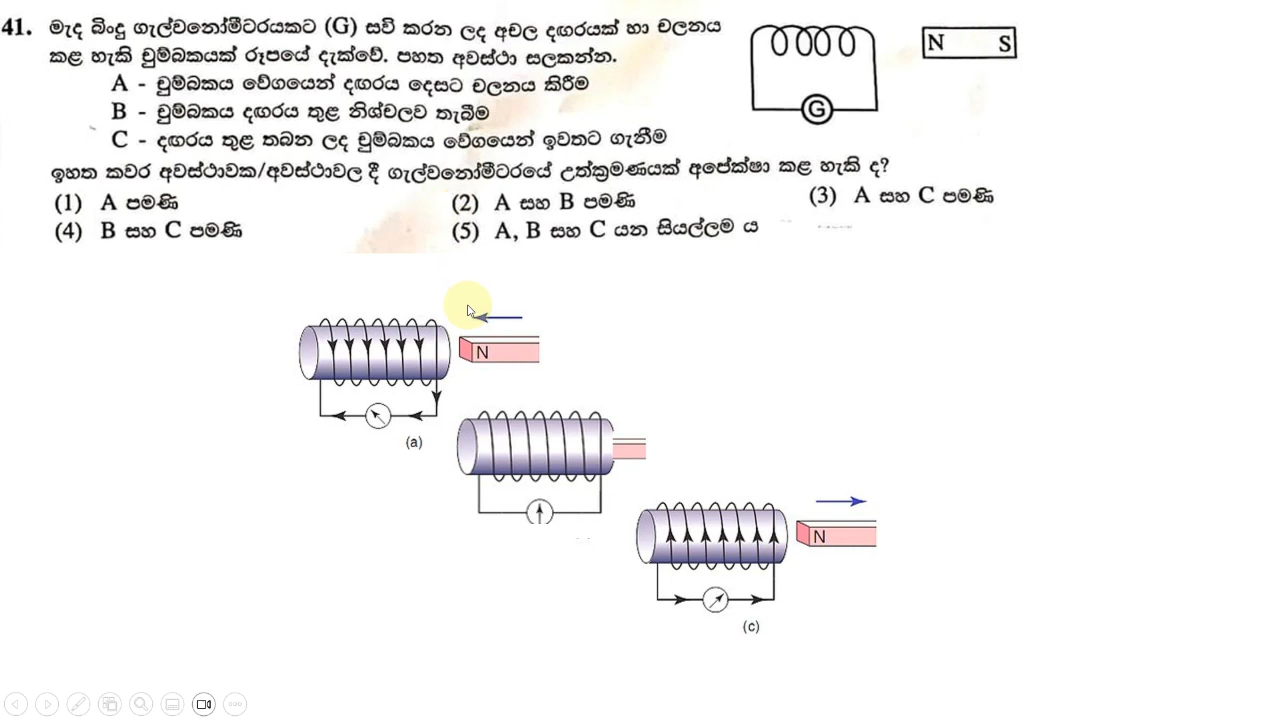 41. මැද බිංදු ගැල්වනෝමීටරයකට (G) සවි කරන ලද අචල දඟරයක් හා චලනය
කළ හැකි චුම්බකයක් රූපයේ දැක්වේ. පහත අවස්ථා සලකන්න.
N S
G
A - චුම්බකය වේගයෙන් දඟරය දෙසට චලනය කිරීම
B - චුම්බකය දඟරය තුළ නිශ්චලව තැබීම
C - දඟරය තුළ තබන ලද චුම්බකය වේගයෙන් ඉවතට ගැනීම
ඉහත කවර අවස්ථාවක/අවස්ථාවල දී ගැල්වනෝමීටරයේ උත්ක්‍රමණයක් අපේක්ෂා කළ හැකි ද?
(1) A පමණි (2) A සහ B පමණි (3) A සහ C පමණි
(4) B සහ C පමණි (5) A, B සහ C යන සියල්ලම ය
N
(a)
N
(c)